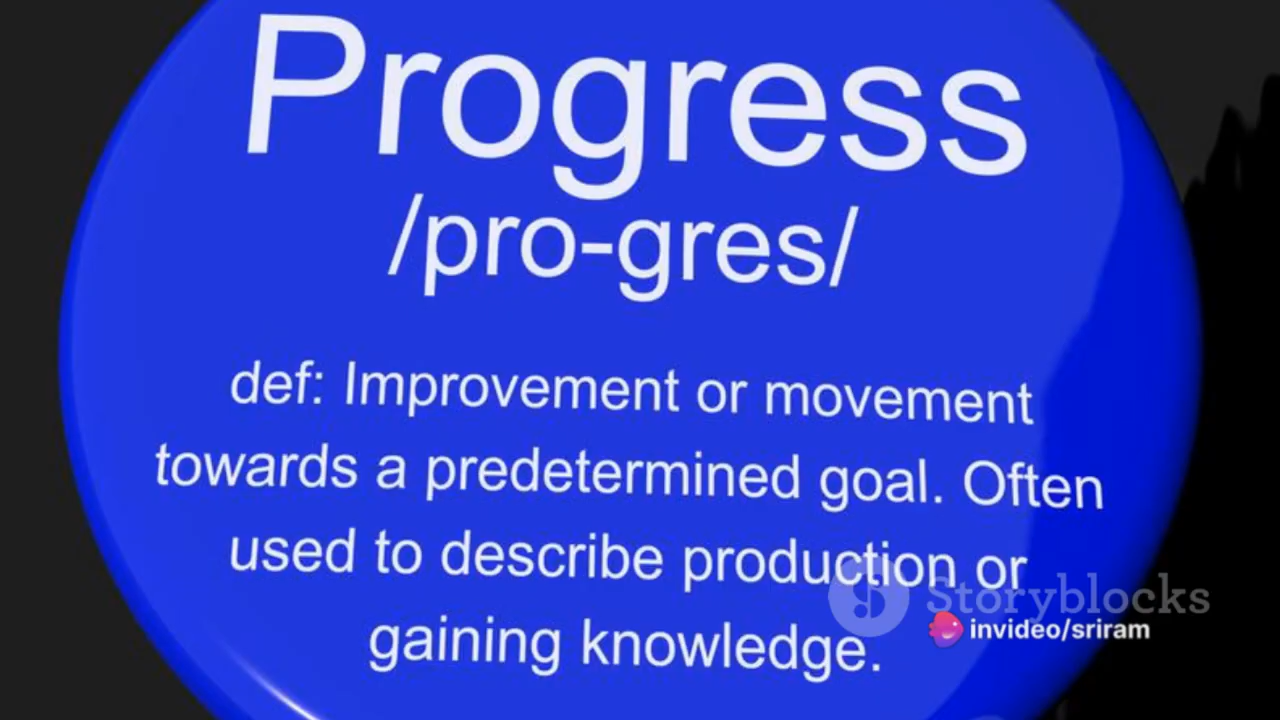 Progress
/pro-gres/
def: Improvement or movement
towards a predetermined goal. Often
used to describe production or
gaining knowledge.
Storyblocks
invideo/sriram